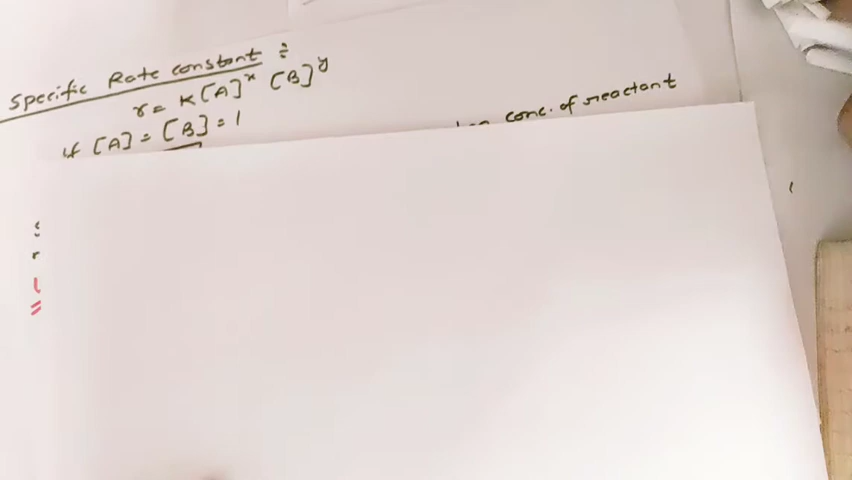 Specific Rate constant :
r = K[A]^x [B]^y
If [A] = [B] = 1
conc. of reactant